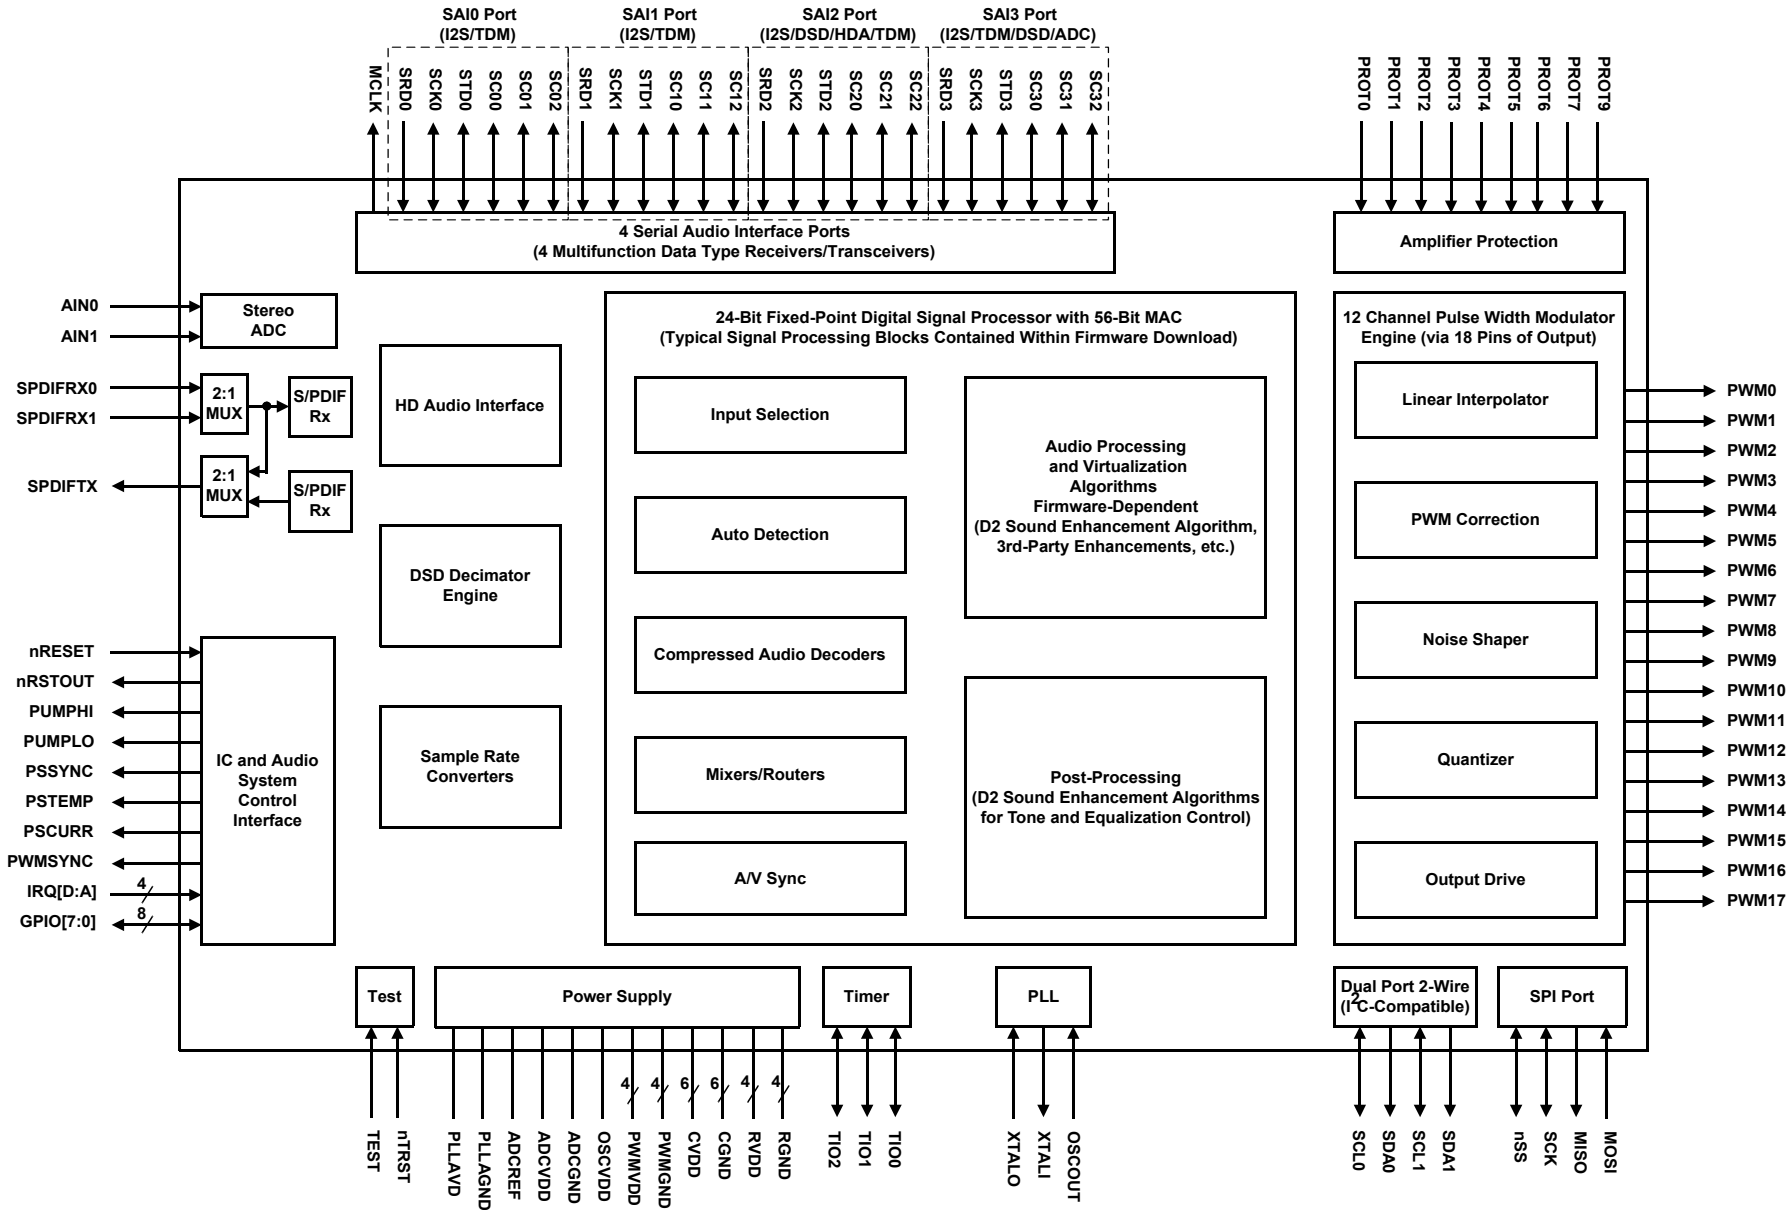 SAI0 Port
(I2S/TDM)
SAI1 Port
(I2S/TDM)
SAI2 Port
(I2S/DSD/HDA/TDM)
SAI3 Port
(I2S/TDM/DSD/ADC)
MCLK
SRD0
SCK0
STD0
SC00
SC01
SC02
SRD1
SCK1
STD1
SC10
SC11
SC12
SRD2
SCK2
STD2
SC20
SC21
SC22
SRD3
SCK3
STD3
SC30
SC31
SC32
PROT0
PROT1
PROT2
PROT3
PROT4
PROT5
PROT6
PROT7
PROT9
4 Serial Audio Interface Ports
(4 Multifunction Data Type Receivers/Transceivers)
Amplifier Protection
AIN0
AIN1
Stereo
ADC
SPDIFRX0
SPDIFRX1
2:1
MUX
S/PDIF
Rx
SPDIFTX
2:1
MUX
S/PDIF
Rx
HD Audio Interface
DSD Decimator
Engine
Sample Rate
Converters
24-Bit Fixed-Point Digital Signal Processor with 56-Bit MAC
(Typical Signal Processing Blocks Contained Within Firmware Download)
Input Selection
Auto Detection
Compressed Audio Decoders
Mixers/Routers
A/V Sync
Audio Processing
and Virtualization
Algorithms
Firmware-Dependent
(D2 Sound Enhancement Algorithm,
3rd-Party Enhancements, etc.)
Post-Processing
(D2 Sound Enhancement Algorithms
for Tone and Equalization Control)
12 Channel Pulse Width Modulator
Engine (via 18 Pins of Output)
Linear Interpolator
PWM Correction
Noise Shaper
Quantizer
Output Drive
PWM0
PWM1
PWM2
PWM3
PWM4
PWM5
PWM6
PWM7
PWM8
PWM9
PWM10
PWM11
PWM12
PWM13
PWM14
PWM15
PWM16
PWM17
nRESET
nRSTOUT
PUMPHI
PUMPLO
PSSYNC
PSTEMP
PSCURR
PWMSYNC
IRQ[D:A]
4
GPIO[7:0]
8
IC and Audio
System
Control
Interface
Test
Power Supply
Timer
PLL
Dual Port 2-Wire
(I2C-Compatible)
SPI Port
4
4
6
6
4
4
TEST
nTRST
PLLAVD
PLLAGND
ADCREF
ADCVDD
ADCGND
OSCVDD
PWMVDD
PWMGND
CVDD
CGND
RVDD
RGND
TIO2
TIO1
TIO0
XTALO
XTALI
OSCOUT
SCL0
SDA0
SCL1
SDA1
nSS
SCK
MISO
MOSI